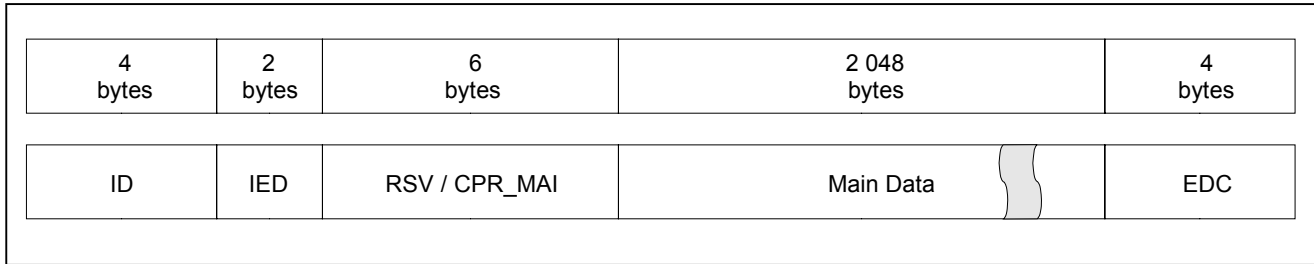 4 2 6 2 048 4
bytes bytes bytes bytes bytes
ID IED RSV / CPR_MAI Main Data EDC